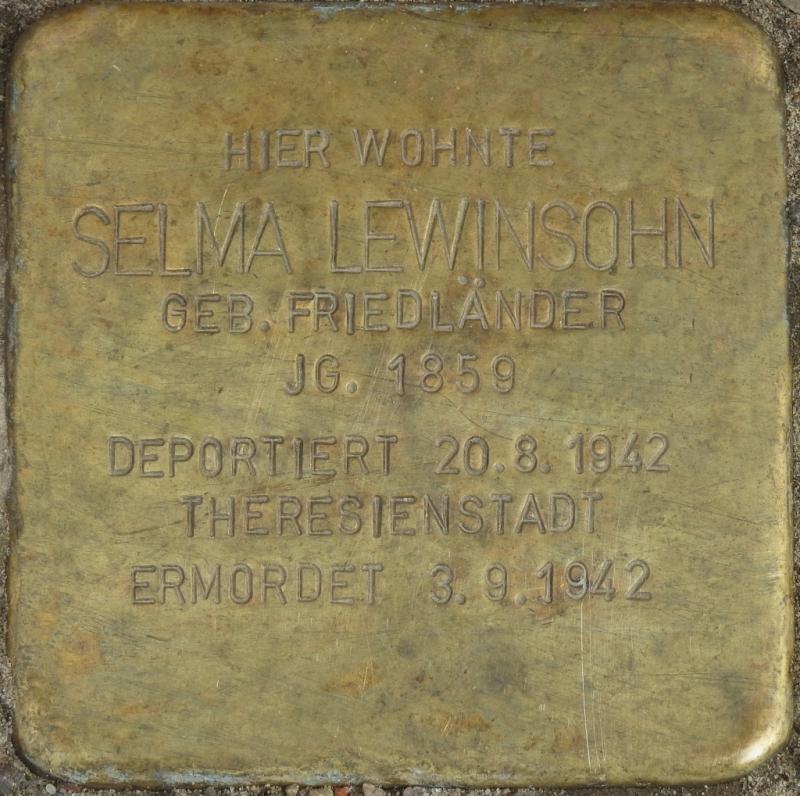 HIER WOHNTE
SELMA LEWINSOHN
GEB. FRIEDLÄNDER
JG. 1859
DEPORTIERT 20.8.1942
THERESIENSTADT
ERMORDET 3.9.1942